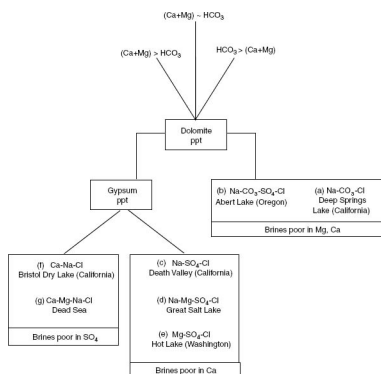 (Ca+Mg) ~ HCO₃
(Ca+Mg) > HCO₃
HCO₃ > (Ca+Mg)
Dolomite
ppt
Gypsum
ppt
(b) Na-CO₃-SO₄-Cl
Abert Lake (Oregon)
(a) Na-CO₃-Cl
Deep Springs
Lake (California)
Brines poor in Mg, Ca
(f) Ca-Na-Cl
Bristol Dry Lake (California)
(g) Ca-Mg-Na-Cl
Dead Sea
Brines poor in SO₄
(c) Na-SO₄-Cl
Death Valley (California)
(d) Na-Mg-SO₄-Cl
Great Salt Lake
(e) Mg-SO₄-Cl
Hot Lake (Washington)
Brines poor in Ca